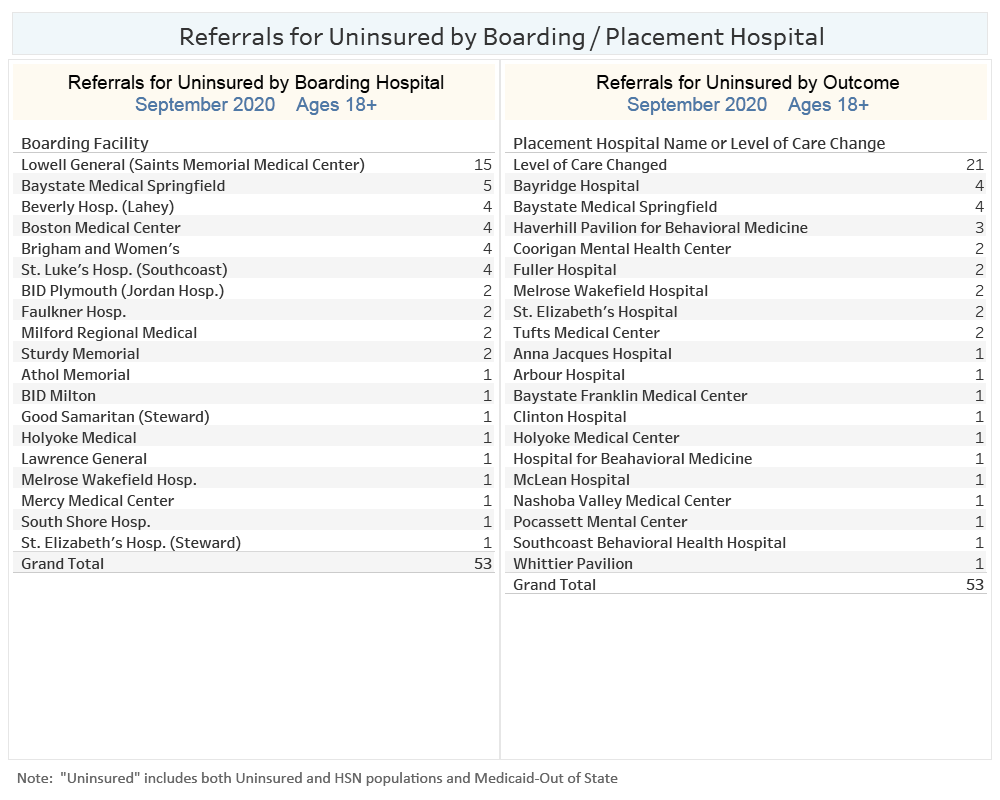 Referrals for Uninsured by Boarding / Placement Hospital
Referrals for Uninsured by Boarding Hospital
September 2020 Ages 18+
Boarding Facility
Lowell General (Saints Memorial Medical Center) 15
Baystate Medical Springfield 5
Beverly Hosp. (Lahey) 4
Boston Medical Center 4
Brigham and Women’s 4
St. Luke’s Hosp. (Southcoast) 4
BID Plymouth (Jordan Hosp.) 2
Faulkner Hosp. 2
Milford Regional Medical 2
Sturdy Memorial 2
Athol Memorial 1
BID Milton 1
Good Samaritan (Steward) 1
Holyoke Medical 1
Lawrence General 1
Melrose Wakefield Hosp. 1
Mercy Medical Center 1
South Shore Hosp. 1
St. Elizabeth’s Hosp. (Steward) 1
Grand Total 53
Referrals for Uninsured by Outcome
September 2020 Ages 18+
Placement Hospital Name or Level of Care Change
Level of Care Changed 21
Bayridge Hospital 4
Baystate Medical Springfield 4
Haverhill Pavilion for Behavioral Medicine 3
Coorigan Mental Health Center 2
Fuller Hospital 2
Melrose Wakefield Hospital 2
St. Elizabeth’s Hospital 2
Tufts Medical Center 2
Anna Jacques Hospital 1
Arbour Hospital 1
Baystate Franklin Medical Center 1
Clinton Hospital 1
Holyoke Medical Center 1
Hospital for Beahavioral Medicine 1
McLean Hospital 1
Nashoba Valley Medical Center 1
Pocassett Mental Center 1
Southcoast Behavioral Health Hospital 1
Whittier Pavilion 1
Grand Total 53
Note: "Uninsured" includes both Uninsured and HSN populations and Medicaid-Out of State